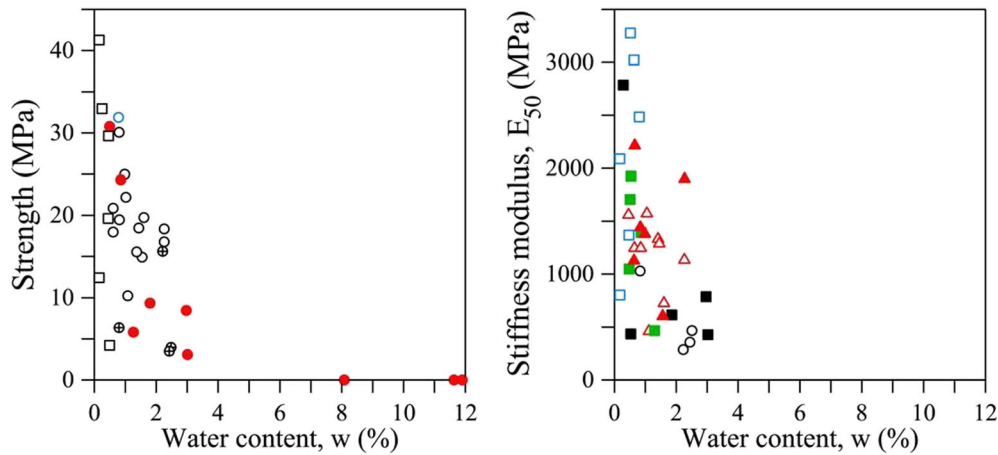 Strength (MPa)
40
30
20
10
0
0 2 4 6 8 10 12
Water content, w (%)
Stiffness modulus, E50 (MPa)
3000
2000
1000
0
0 2 4 6 8 10 12
Water content, w (%)